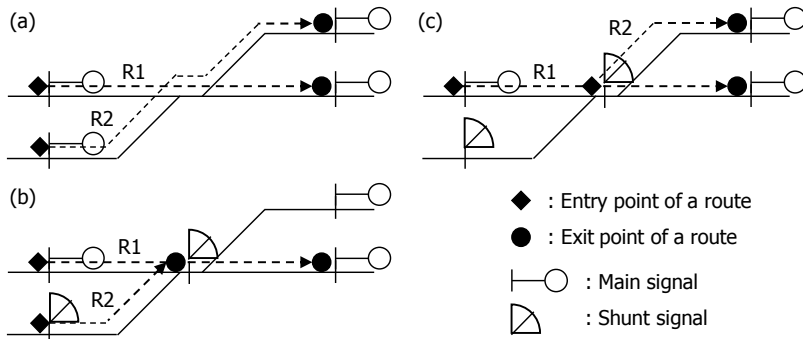 (a)
R1
R2
(b)
R1
R2
(c)
R2
R1
: Entry point of a route
: Exit point of a route
: Main signal
: Shunt signal